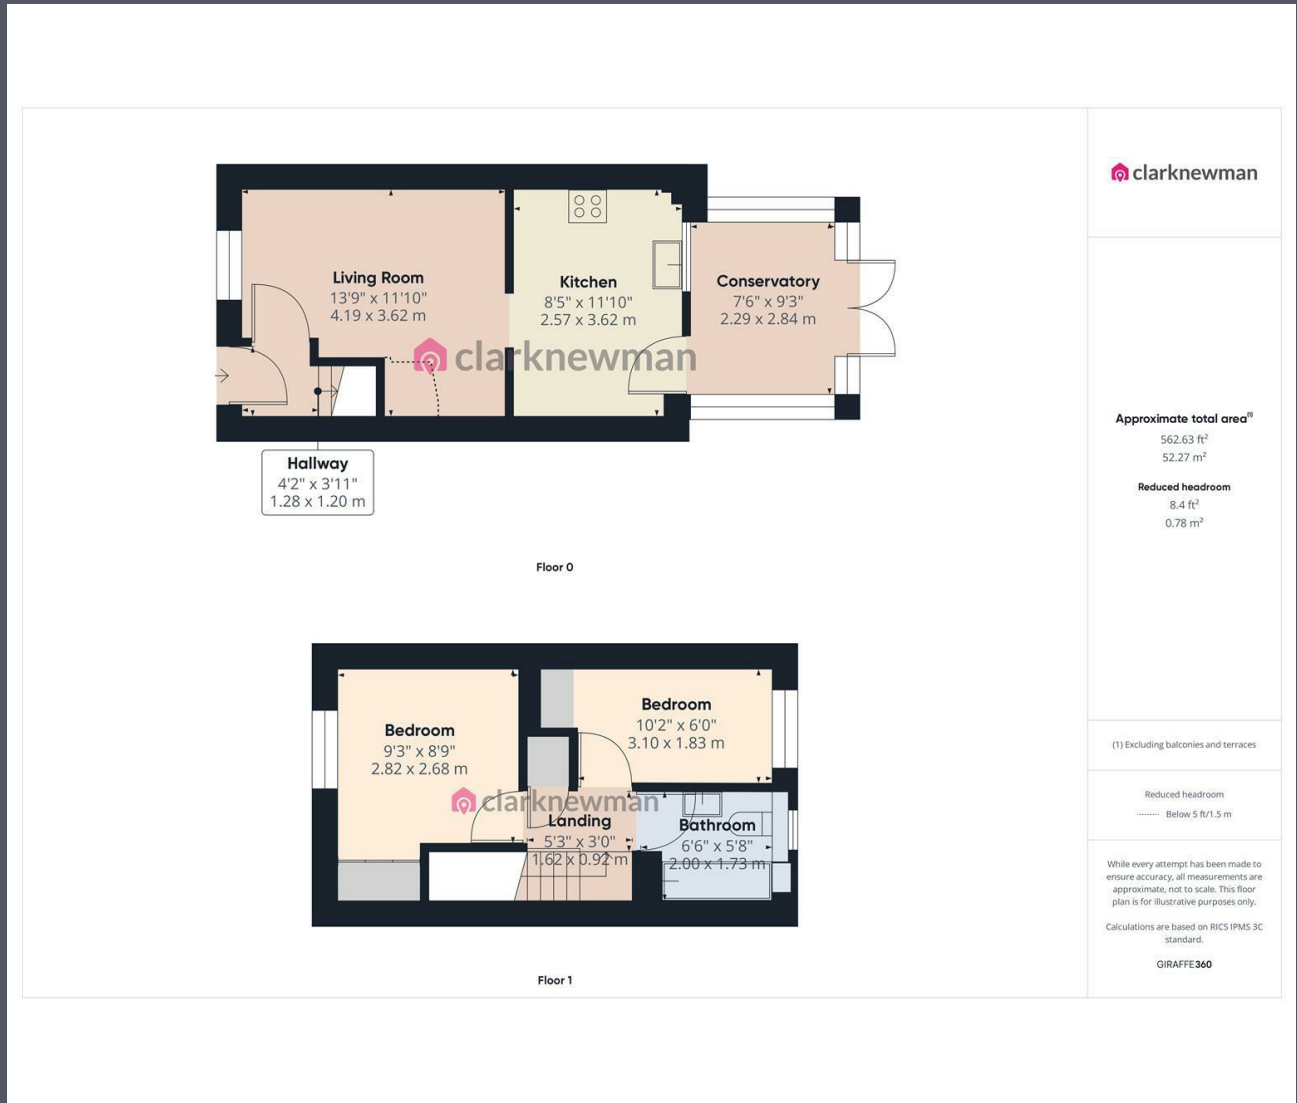 Living Room
13'9" x 11'10"
4.19 x 3.62 m
Kitchen
8'5" x 11'10"
2.57 x 3.62 m
Conservatory
7'6" x 9'3"
2.29 x 2.84 m
clarknewman
Hallway
4'2" x 3'11"
1.28 x 1.20 m
Floor 0
Bedroom
9'3" x 8'9"
2.82 x 2.68 m
Bedroom
10'2" x 6'0"
3.10 x 1.83 m
clarknewman
Landing
5'3" x 3'0"
1.62 x 0.92 m
Bathroom
6'6" x 5'8"
2.00 x 1.73 m
Floor 1
clarknewman
Approximate total area(1)
562.63 ft²
52.27 m²
Reduced headroom
8.4 ft²
0.78 m²
(1) Excluding balconies and terraces
Reduced headroom
Below 5 ft/1.5 m
While every attempt has been made to
ensure accuracy, all measurements are
approximate, not to scale. This floor
plan is for illustrative purposes only.
Calculations are based on RICS IPMS 3C
standard.
GIRAFFE360